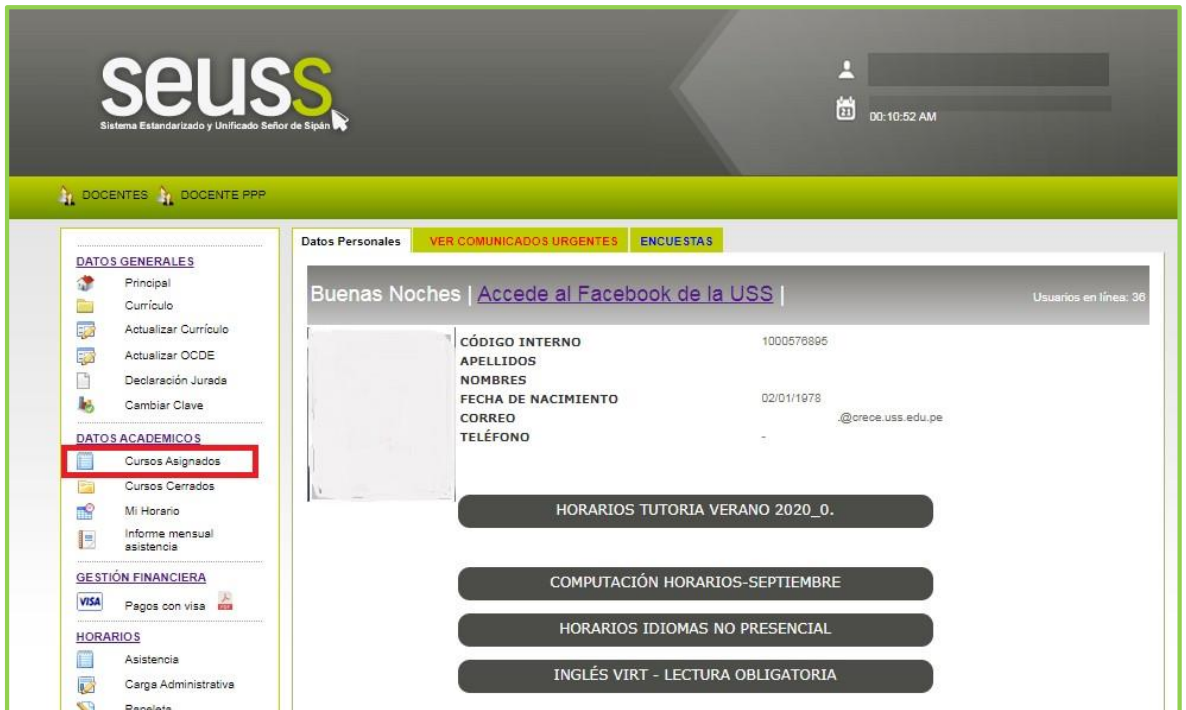 seuss
Sistema Estandarizado y Unificado Señor de Sipán
21
00:10:52 AM
DOCENTES DOCENTE PPP
Datos Personales VER COMUNICADOS URGENTES ENCUESTAS
DATOS GENERALES
Principal
Currículo
Actualizar Currículo
Actualizar OCDE
Declaración Jurada
Cambiar Clave
DATOS ACADEMICOS
Cursos Asignados
Cursos Cerrados
Mi Horario
Informe mensual
asistencia
GESTIÓN FINANCIERA
VISA Pagos con visa
HORARIOS
Asistencia
Carga Administrativa
Papeleta
Buenas Noches | Accede al Facebook de la USS |
Usuarios en línea: 36
CÓDIGO INTERNO 1000576895
APELLIDOS
NOMBRES
FECHA DE NACIMIENTO 02/01/1978
CORREO .@crece.uss.edu.pe
TELÉFONO -
HORARIOS TUTORIA VERANO 2020_0.
COMPUTACIÓN HORARIOS-SEPTIEMBRE
HORARIOS IDIOMAS NO PRESENCIAL
INGLÉS VIRT - LECTURA OBLIGATORIA